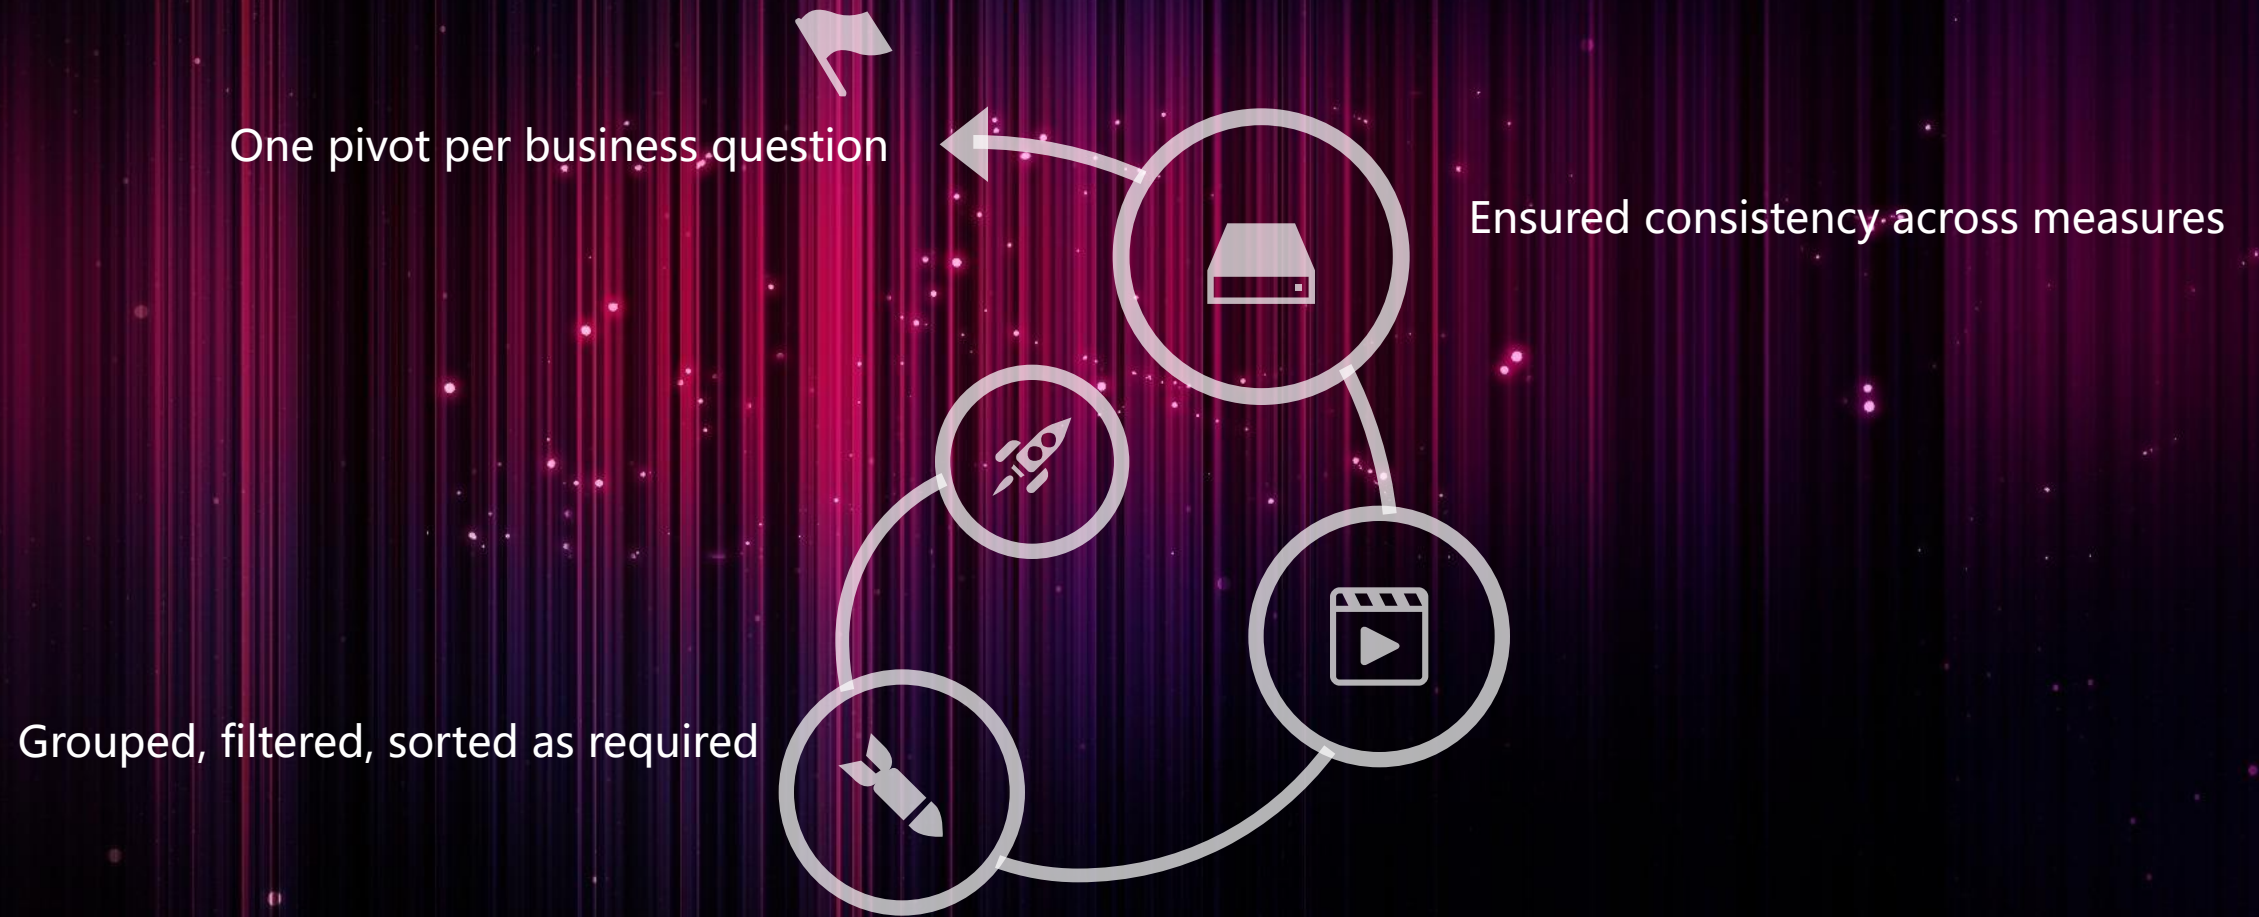 One pivot per business question
Ensured consistency across measures
Grouped, filtered, sorted as required